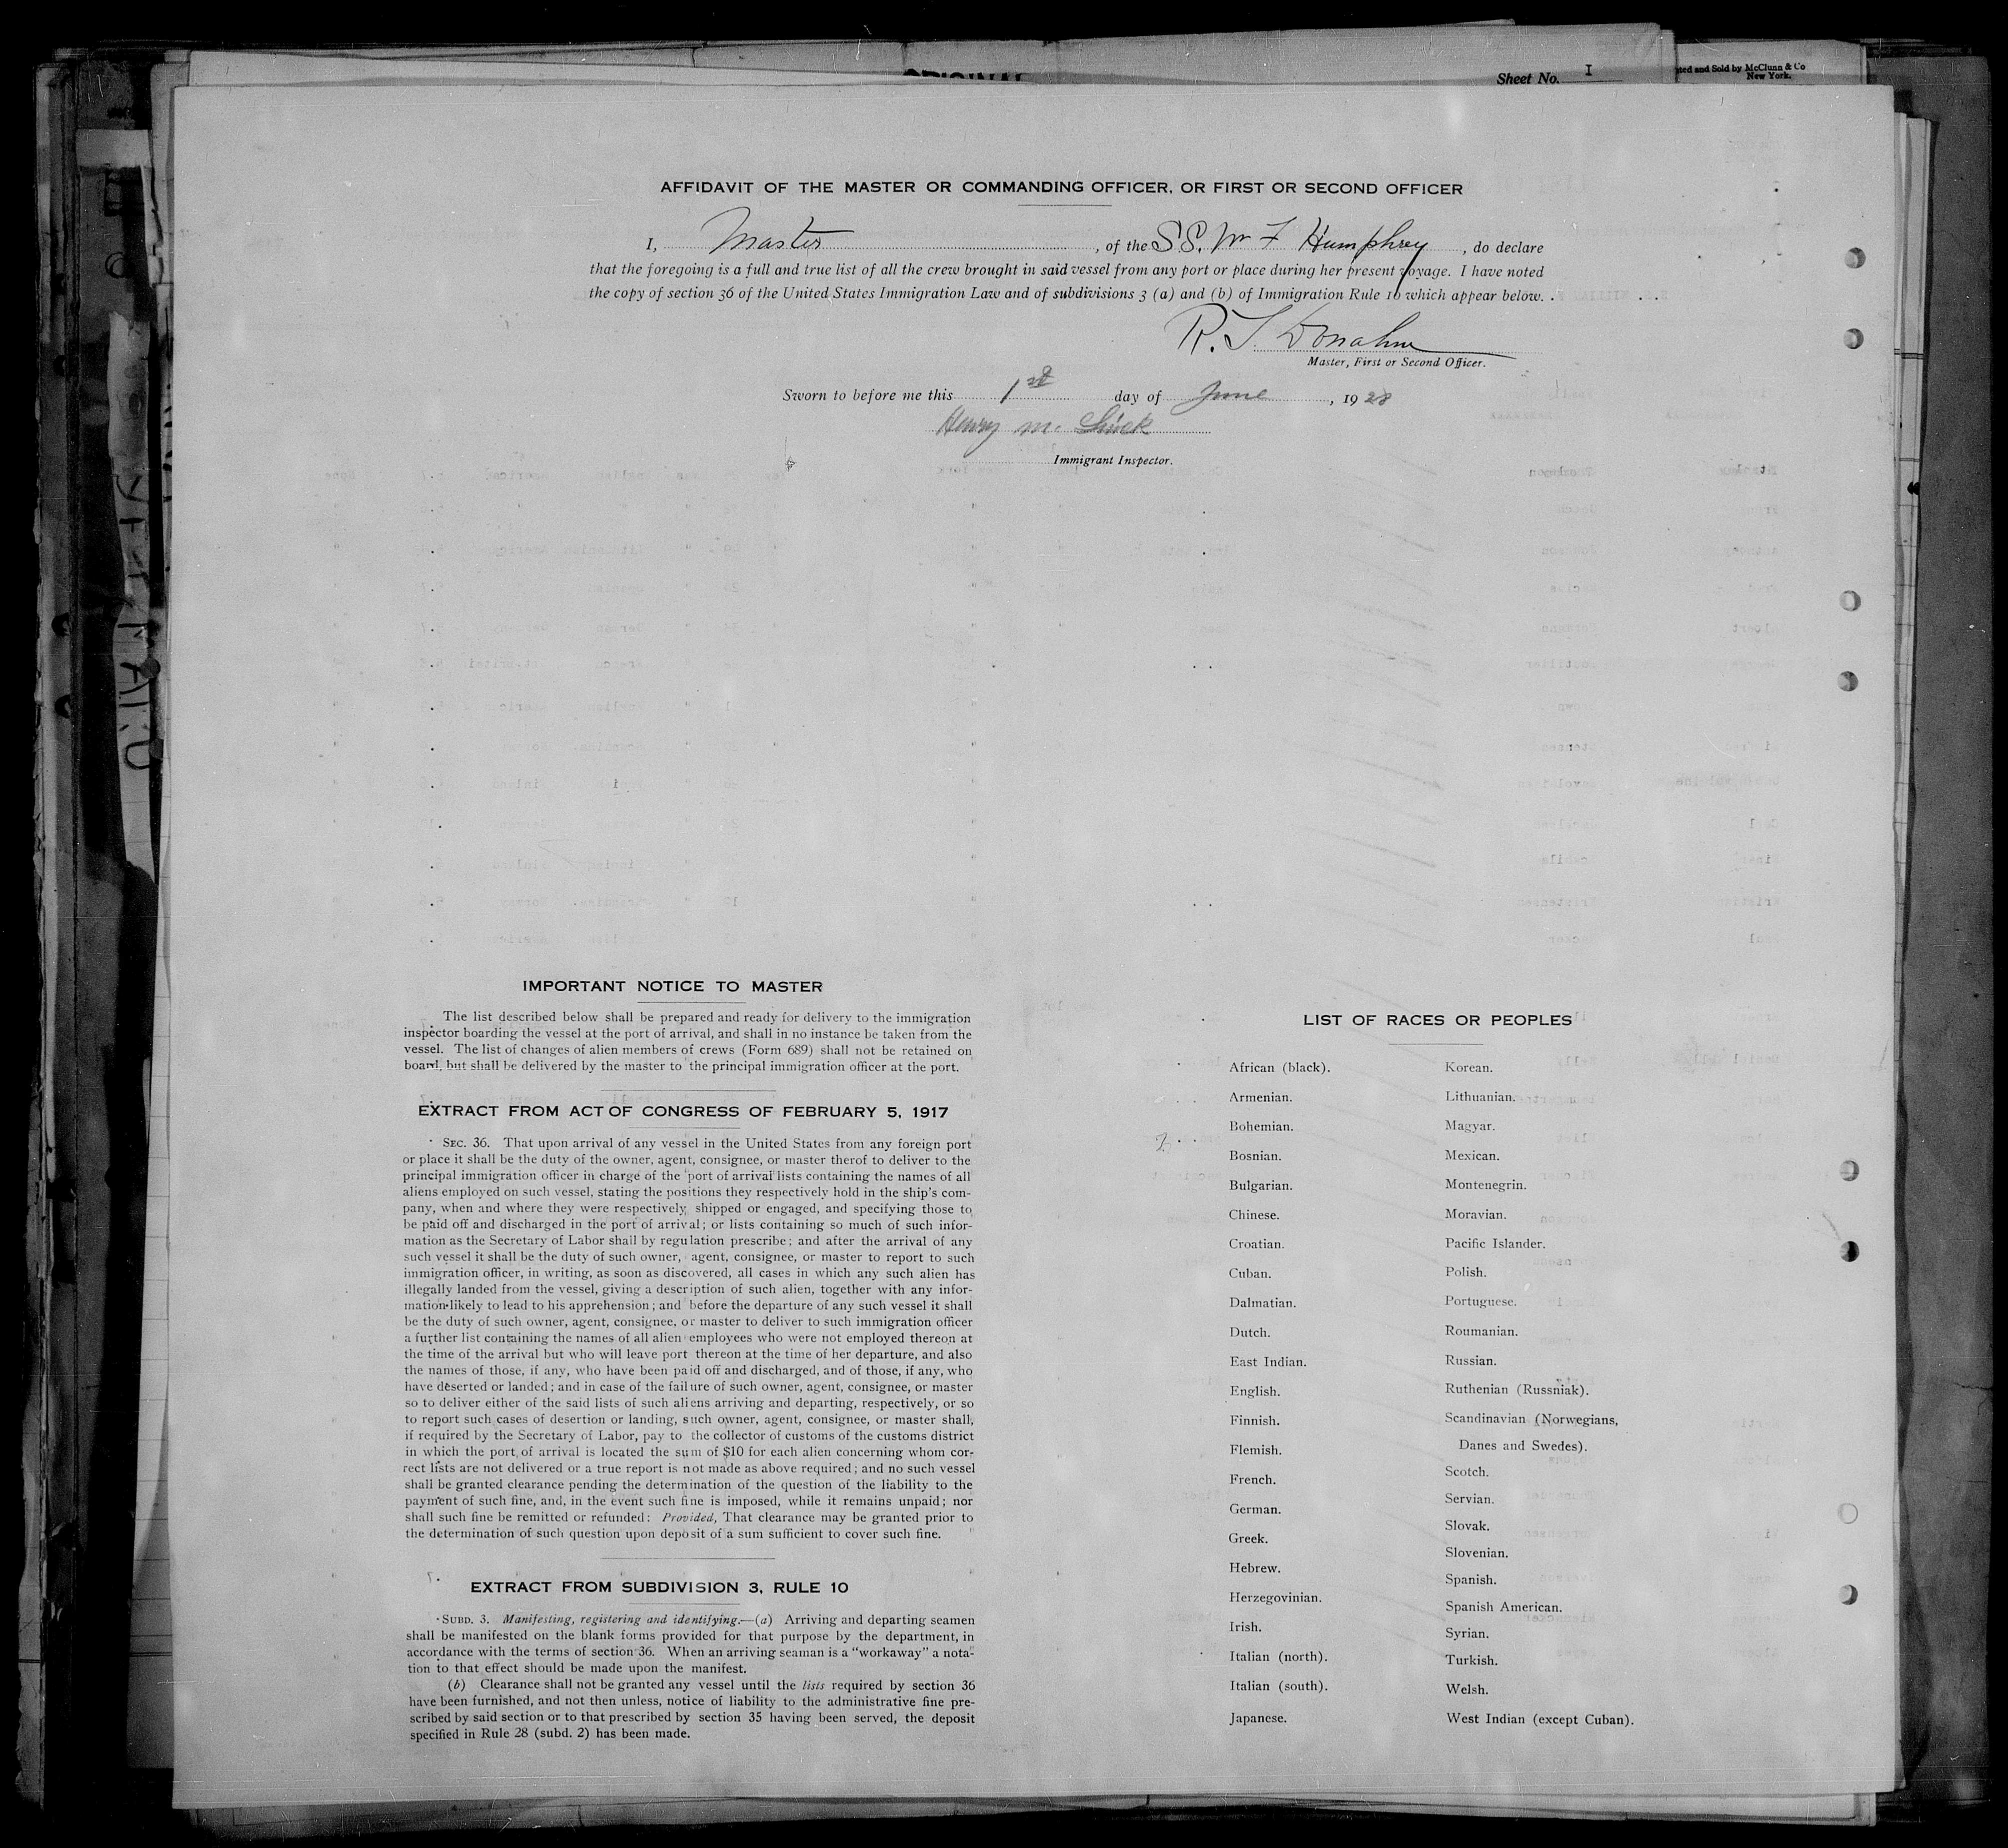 Sheet No. I
ted and Sold by McClunn & Co
New York.
AFFIDAVIT OF THE MASTER OR COMMANDING OFFICER, OR FIRST OR SECOND OFFICER
I, Master, of the S.S. Wm F Humphrey, do declare
that the foregoing is a full and true list of all the crew brought in said vessel from any port or place during her present voyage. I have noted
the copy of section 36 of the United States Immigration Law and of subdivisions 3 (a) and (b) of Immigration Rule 10 which appear below.
Master, First or Second Officer.
Sworn to before me this 1st day of June, 1928
Henry M.
Immigrant Inspector.
IMPORTANT NOTICE TO MASTER
The list described below shall be prepared and ready for delivery to the immigration
inspector boarding the vessel at the port of arrival, and shall in no instance be taken from the
vessel. The list of changes of alien members of crews (Form 689) shall not be retained on
board, but shall be delivered by the master to the principal immigration officer at the port.
EXTRACT FROM ACT OF CONGRESS OF FEBRUARY 5, 1917
SEC. 36. That upon arrival of any vessel in the United States from any foreign port
or place it shall be the duty of the owner, agent, consignee, or master therof to deliver to the
principal immigration officer in charge of the port of arrival lists containing the names of all
aliens employed on such vessel, stating the positions they respectively hold in the ship's com-
pany, when and where they were respectively shipped or engaged, and specifying those to
be paid off and discharged in the port of arrival; or lists containing so much of such infor-
mation as the Secretary of Labor shall by regulation prescribe; and after the arrival of any
such vessel it shall be the duty of such owner, agent, consignee, or master to report to such
immigration officer, in writing, as soon as discovered, all cases in which any such alien has
illegally landed from the vessel, giving a description of such alien, together with any infor-
mation likely to lead to his apprehension; and before the departure of any such vessel it shall
be the duty of such owner, agent, consignee, or master to deliver to such immigration officer
a further list containing the names of all alien employees who were not employed thereon at
the time of the arrival but who will leave port thereon at the time of her departure, and also
the names of those, if any, who have been paid off and discharged, and of those, if any, who
have deserted or landed; and in case of the failure of such owner, agent, consignee, or master
so to deliver either of the said lists of such aliens arriving and departing, respectively, or so
to report such cases of desertion or landing, such owner, agent, consignee, or master shall,
if required by the Secretary of Labor, pay to the collector of customs of the customs district
in which the port of arrival is located the sum of $10 for each alien concerning whom cor-
rect lists are not delivered or a true report is not made as above required; and no such vessel
shall be granted clearance pending the determination of the question of the liability to the
payment of such fine, and, in the event such fine is imposed, while it remains unpaid; nor
shall such fine be remitted or refunded: Provided, That clearance may be granted prior to
the determination of such question upon deposit of a sum sufficient to cover such fine.
EXTRACT FROM SUBDIVISION 3, RULE 10
SUBD. 3. Manifesting, registering and identifying.—(a) Arriving and departing seamen
shall be manifested on the blank forms provided for that purpose by the department, in
accordance with the terms of section 36. When an arriving seaman is a “workaway” a nota-
tion to that effect should be made upon the manifest.
(b) Clearance shall not be granted any vessel until the lists required by section 36
have been furnished, and not then unless, notice of liability to the administrative fine pre-
scribed by said section or to that prescribed by section 35 having been served, the deposit
specified in Rule 28 (subd. 2) has been made.
LIST OF RACES OR PEOPLES
African (black).
Armenian.
Bohemian.
Bosnian.
Bulgarian.
Chinese.
Croatian.
Cuban.
Dalmatian.
Dutch.
East Indian.
English.
Finnish.
Flemish.
French.
German.
Greek.
Hebrew.
Herzegovinian.
Irish.
Italian (north).
Italian (south).
Japanese.
Korean.
Lithuanian.
Magyar.
Mexican.
Montenegrin.
Moravian.
Pacific Islander.
Polish.
Portuguese.
Roumanian.
Russian.
Ruthenian (Russniak).
Scandinavian (Norwegians,
Danes and Swedes).
Scotch.
Servian.
Slovak.
Slovenian.
Spanish.
Spanish American.
Syrian.
Turkish.
Welsh.
West Indian (except Cuban).